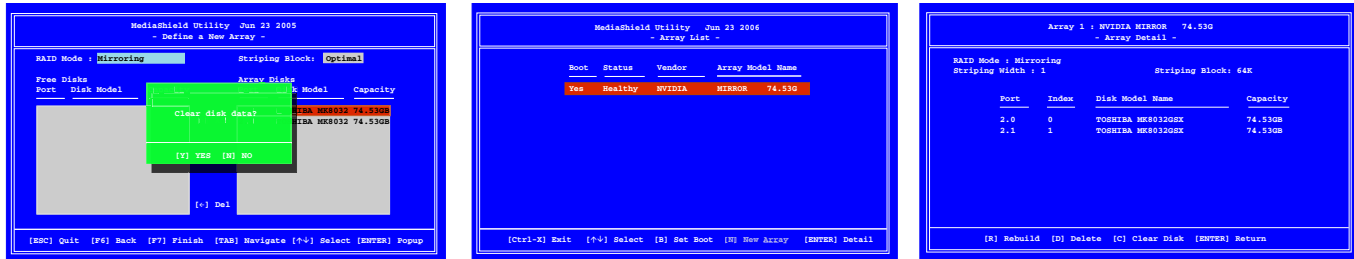 MediaShield Utility Jun 23 2005
- Define a New Array -
RAID Mode : Mirroring Striping Block: Optimal
Free Disks Array Disks
Port Disk Model k Model Capacity
Clear disk data? IBA MK8032 74.53GB
IBA MK8032 74.53GB
[Y] YES [N] NO
[←] Del
[ESC] Quit [F6] Back [F7] Finish [TAB] Navigate [↑↓] Select [ENTER] Popup
MediaShield Utility Jun 23 2006
- Array List -
Boot Status Vendor Array Model Name
Yes Healthy NVIDIA MIRROR 74.53G
[Ctrl-X] Exit [↑↓] Select [B] Set Boot [N] New Array [ENTER] Detail
Array 1 : NVIDIA MIRROR 74.53G
- Array Detail -
RAID Mode : Mirroring
Striping Width : 1 Striping Block: 64K
Port Index Disk Model Name Capacity
2.0 0 TOSHIBA MK8032GSX 74.53GB
2.1 1 TOSHIBA MK8032GSX 74.53GB
[R] Rebuild [D] Delete [C] Clear Disk [ENTER] Return